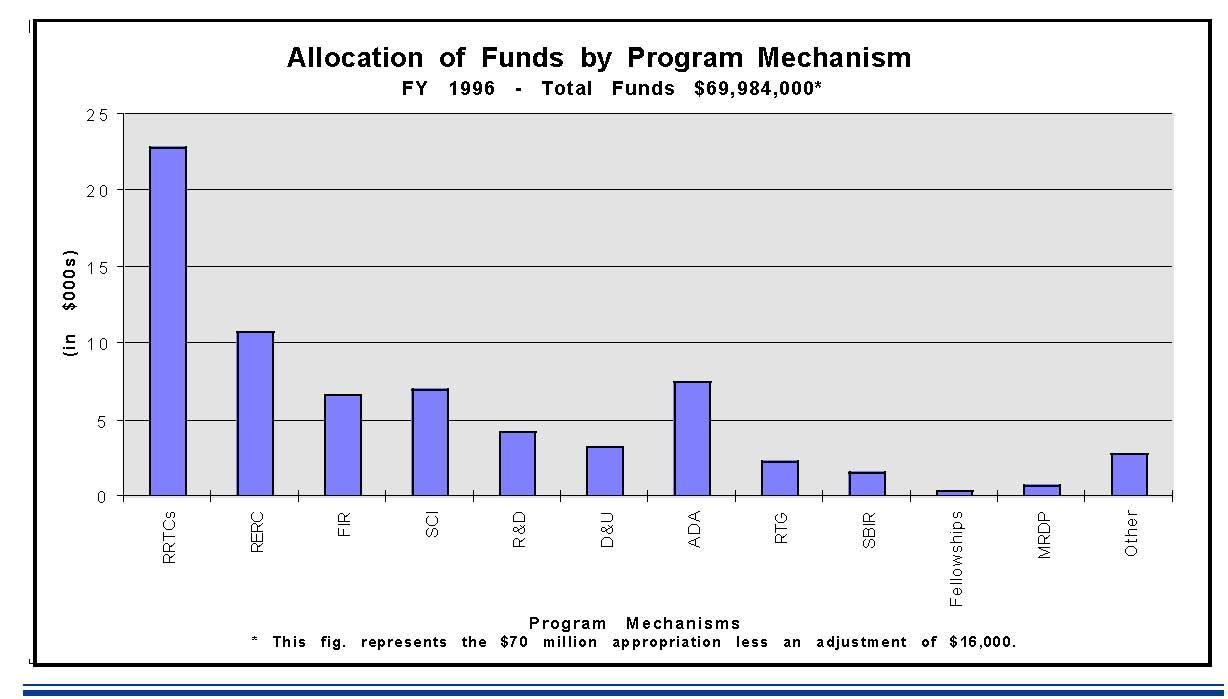 Allocation of Funds by Program Mechanism
FY 1996 - Total Funds $69,984,000*
25
20
15
10
5
0
(in $000s)
RRTCs
RERC
FIR
SCI
R&D
D&U
ADA
RTG
SBIR
Fellowships
MRDP
Other
Program Mechanisms
* This fig. represents the $70 million appropriation less an adjustment of $16,000.